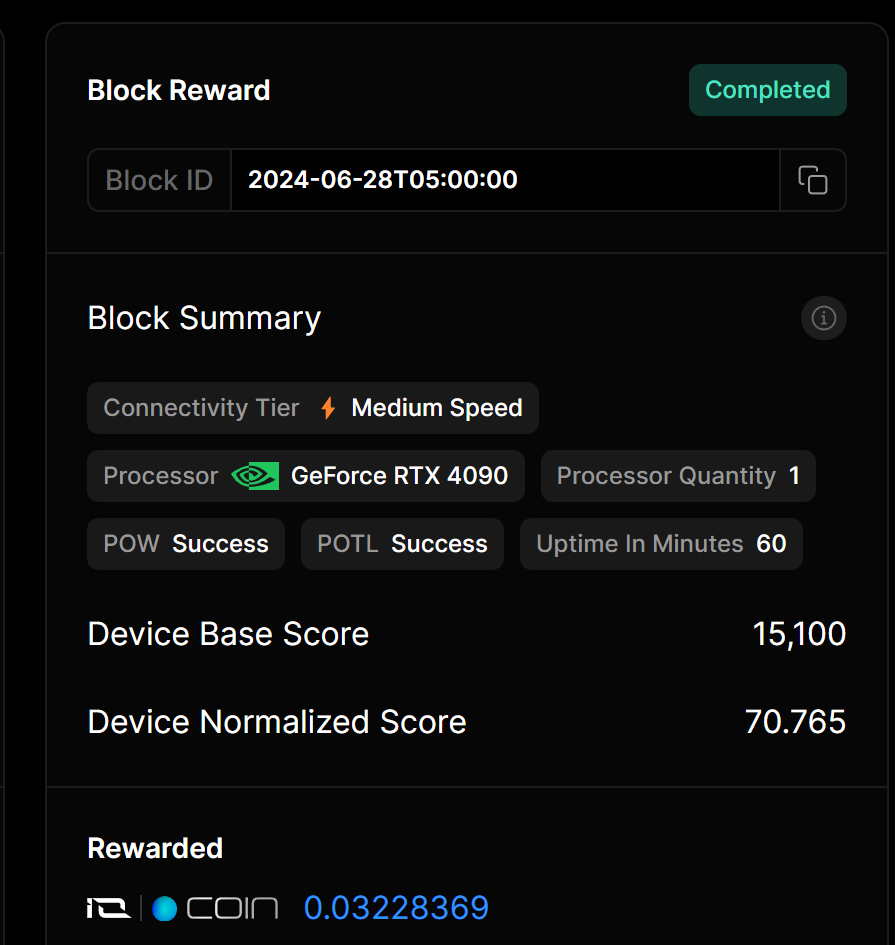 Block Reward
Completed
Block ID
2024-06-28T05:00:00
Block Summary
Connectivity Tier Medium Speed
Processor GeForce RTX 4090
Processor Quantity 1
POW Success
POTL Success
Uptime In Minutes 60
Device Base Score 15,100
Device Normalized Score 70.765
Rewarded
IO | COIN 0.03228369